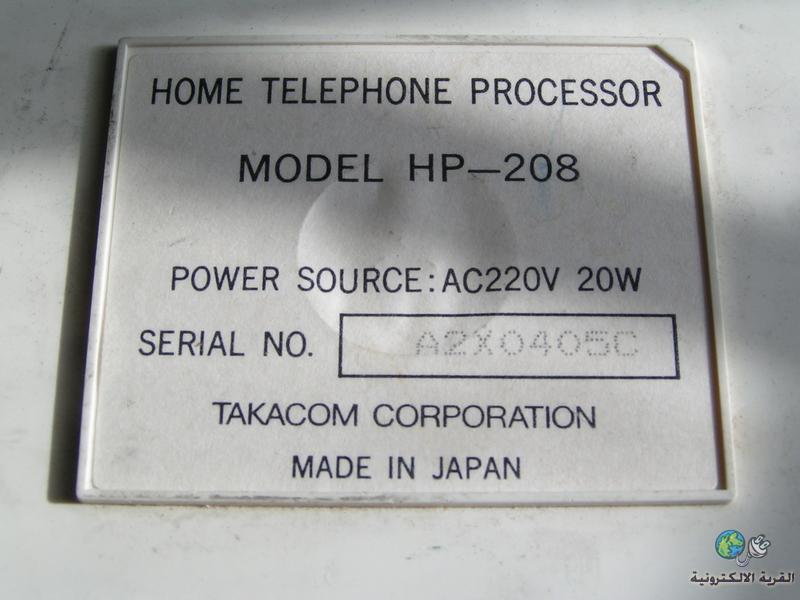 HOME TELEPHONE PROCESSOR
MODEL HP—208
POWER SOURCE: AC220V 20W
SERIAL NO. A2X0405C
TAKACOM CORPORATION
MADE IN JAPAN
القرية الالكترونية